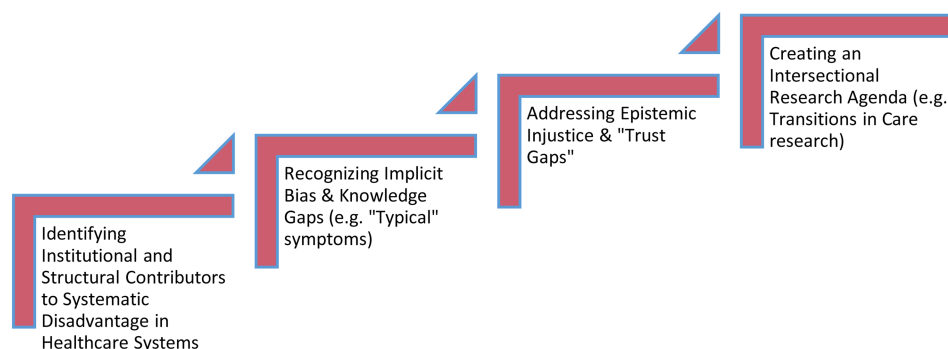 Identifying
Institutional and
Structural Contributors
to Systematic
Disadvantage in
Healthcare Systems
Recognizing Implicit
Bias & Knowledge
Gaps (e.g. "Typical"
symptoms)
Addressing Epistemic
Injustice & "Trust
Gaps"
Creating an
Intersectional
Research Agenda (e.g.
Transitions in Care
research)